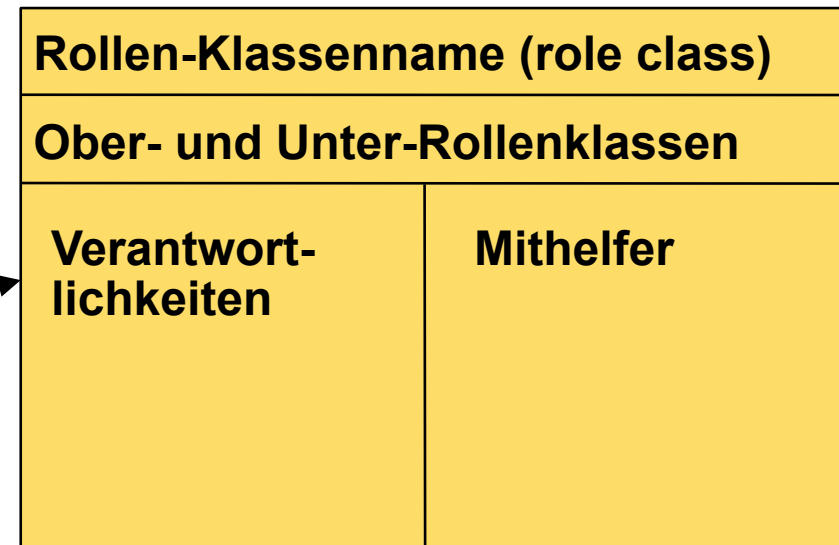 Rollen-Klassenname (role class)
Ober- und Unter-Rollenklassen
Verantwort-
lichkeiten
Mithelfer